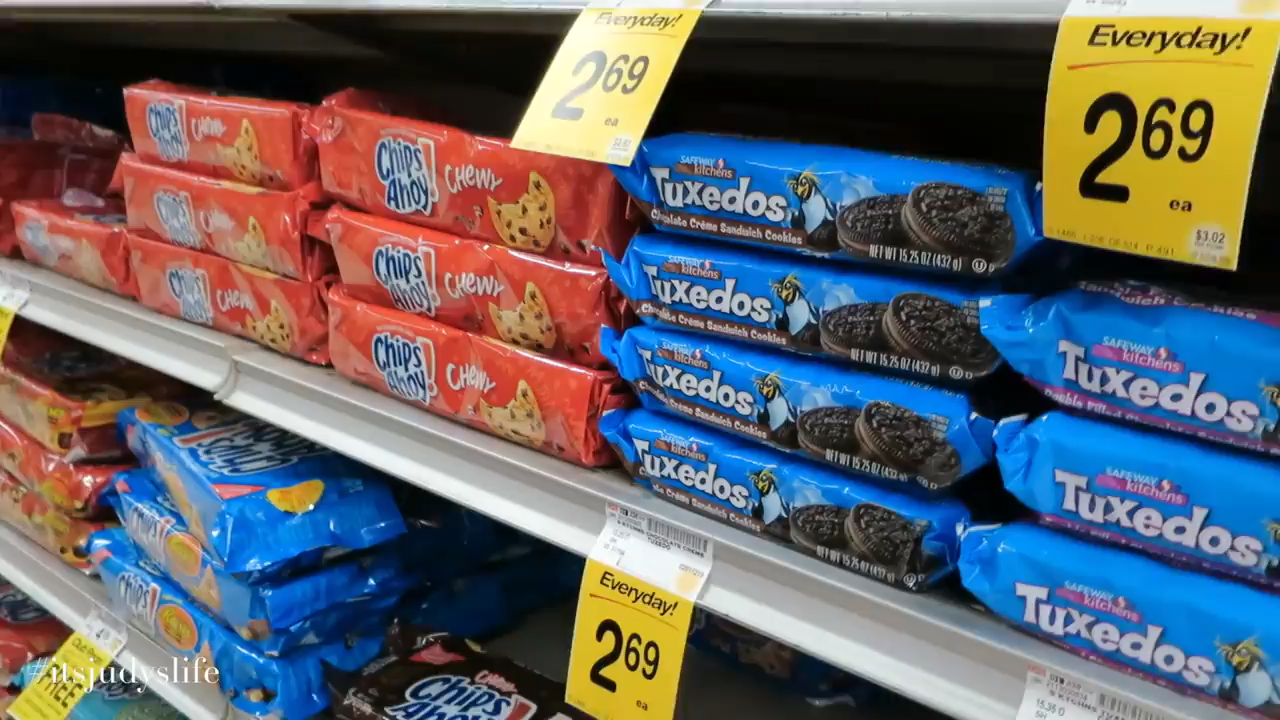 Everyday!
2 69
ea
Everyday!
2 69
ea
$3.02
Chips
Ahoy!
CHEWY
Chips
Ahoy!
CHEWY
Chips
Ahoy!
CHEWY
Chips
Ahoy!
CHEWY
Chips
Ahoy!
CHEWY
Chips
Ahoy!
CHEWY
SAFEWAY
kitchens
Tuxedos
Chocolate Crème Sandwich Cookies
NET WT 15.25 OZ (432 g)
SAFEWAY
kitchens
Tuxedos
Chocolate Crème Sandwich Cookies
NET WT 15.25 OZ (432 g)
SAFEWAY
kitchens
Tuxedos
Crème Sandwich Cookies
NET WT 15.25 OZ (432 g)
SAFEWAY
kitchens
Tuxedos
Crème Sandwich Cookies
NET WT 15.25 OZ (432 g)
SAFEWAY
kitchens
Tuxedos
Double Filled
SAFEWAY
kitchens
Tuxedos
SAFEWAY
kitchens
Tuxedos
TUXEDO
Everyday!
2 69
ea
Chips
Ahoy!
FREE
#itsjudyslife